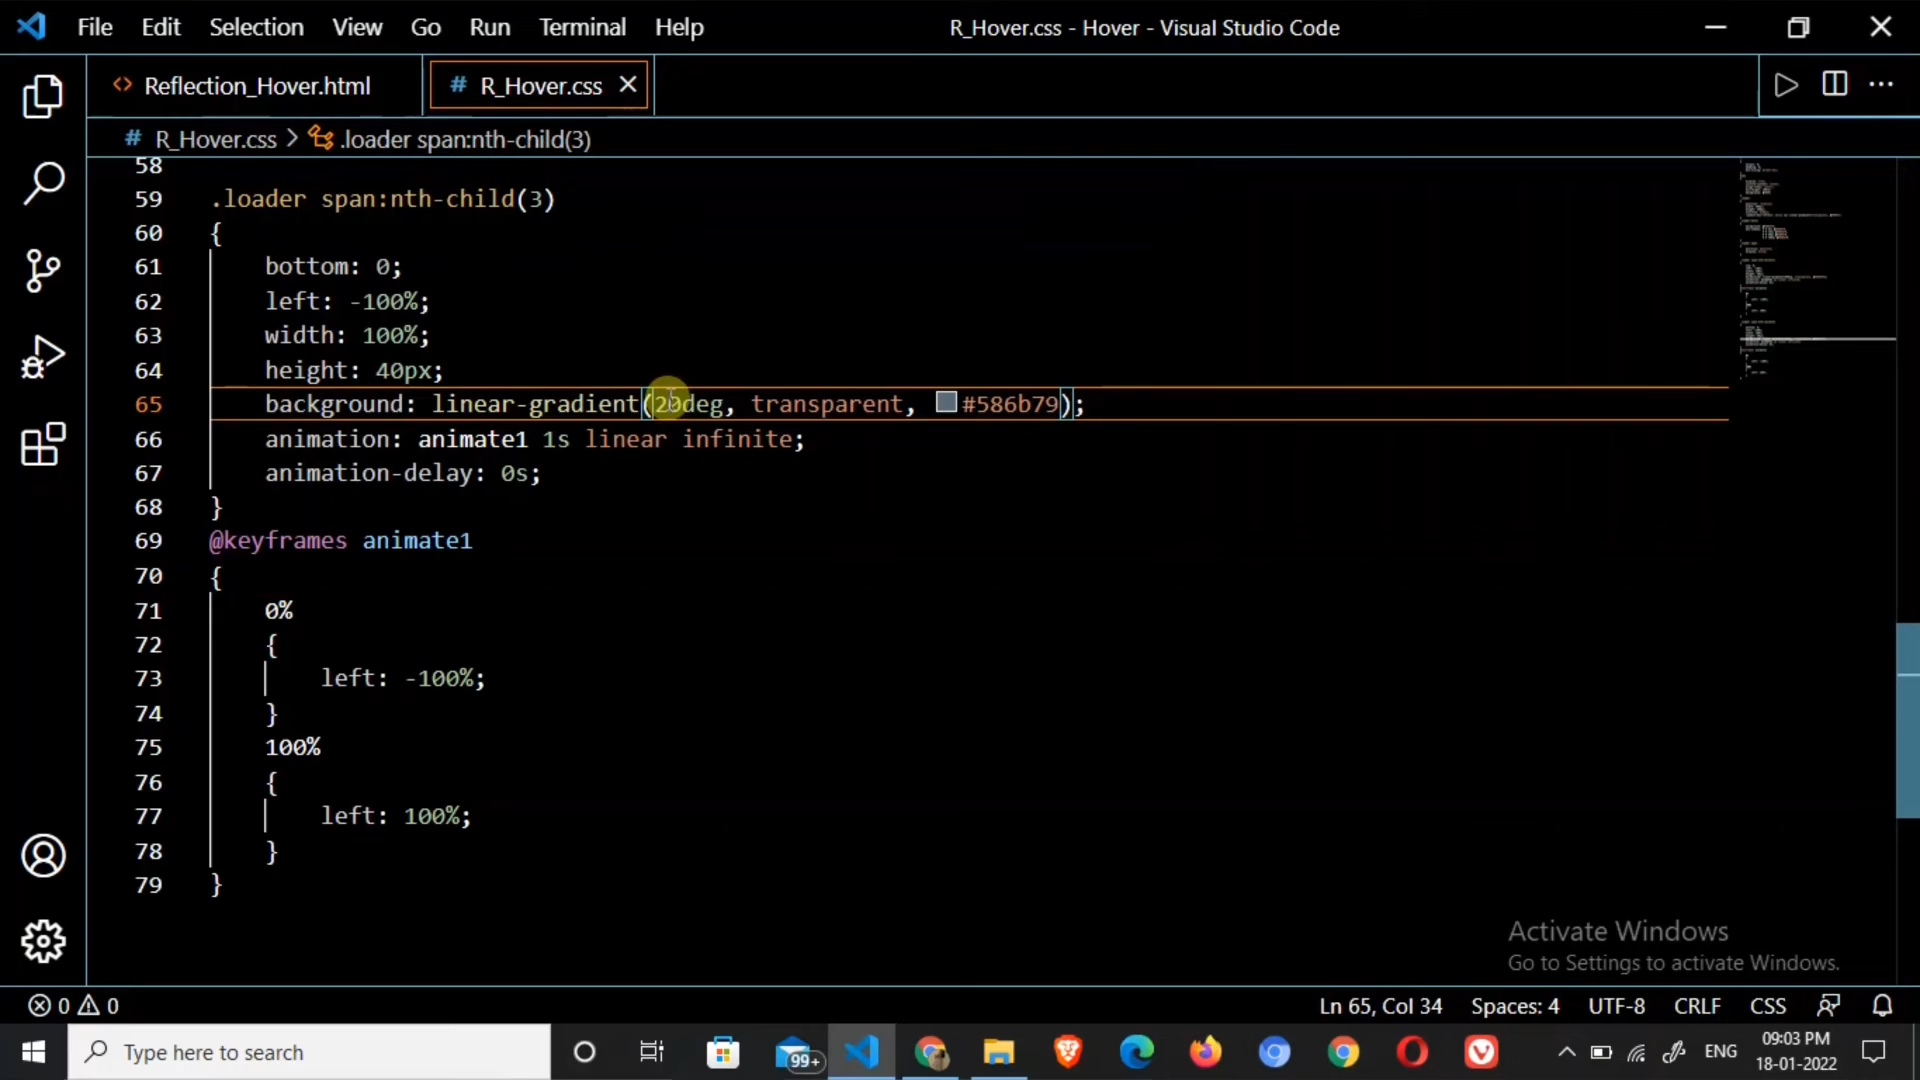 File Edit Selection View Go Run Terminal Help
R_Hover.css - Hover - Visual Studio Code
<> Reflection_Hover.html
# R_Hover.css
# R_Hover.css > .loader span:nth-child(3)
58
59 .loader span:nth-child(3)
60 {
61 bottom: 0;
62 left: -100%;
63 width: 100%;
64 height: 40px;
65 background: linear-gradient(20deg, transparent, #586b79);
66 animation: animate1 1s linear infinite;
67 animation-delay: 0s;
68 }
69 @keyframes animate1
70 {
71 0%
72 {
73 left: -100%;
74 }
75 100%
76 {
77 left: 100%;
78 }
79 }
Activate Windows
Go to Settings to activate Windows.
0 0
Ln 65, Col 34 Spaces: 4 UTF-8 CRLF CSS
Type here to search
99+
ENG
09:03 PM
18-01-2022